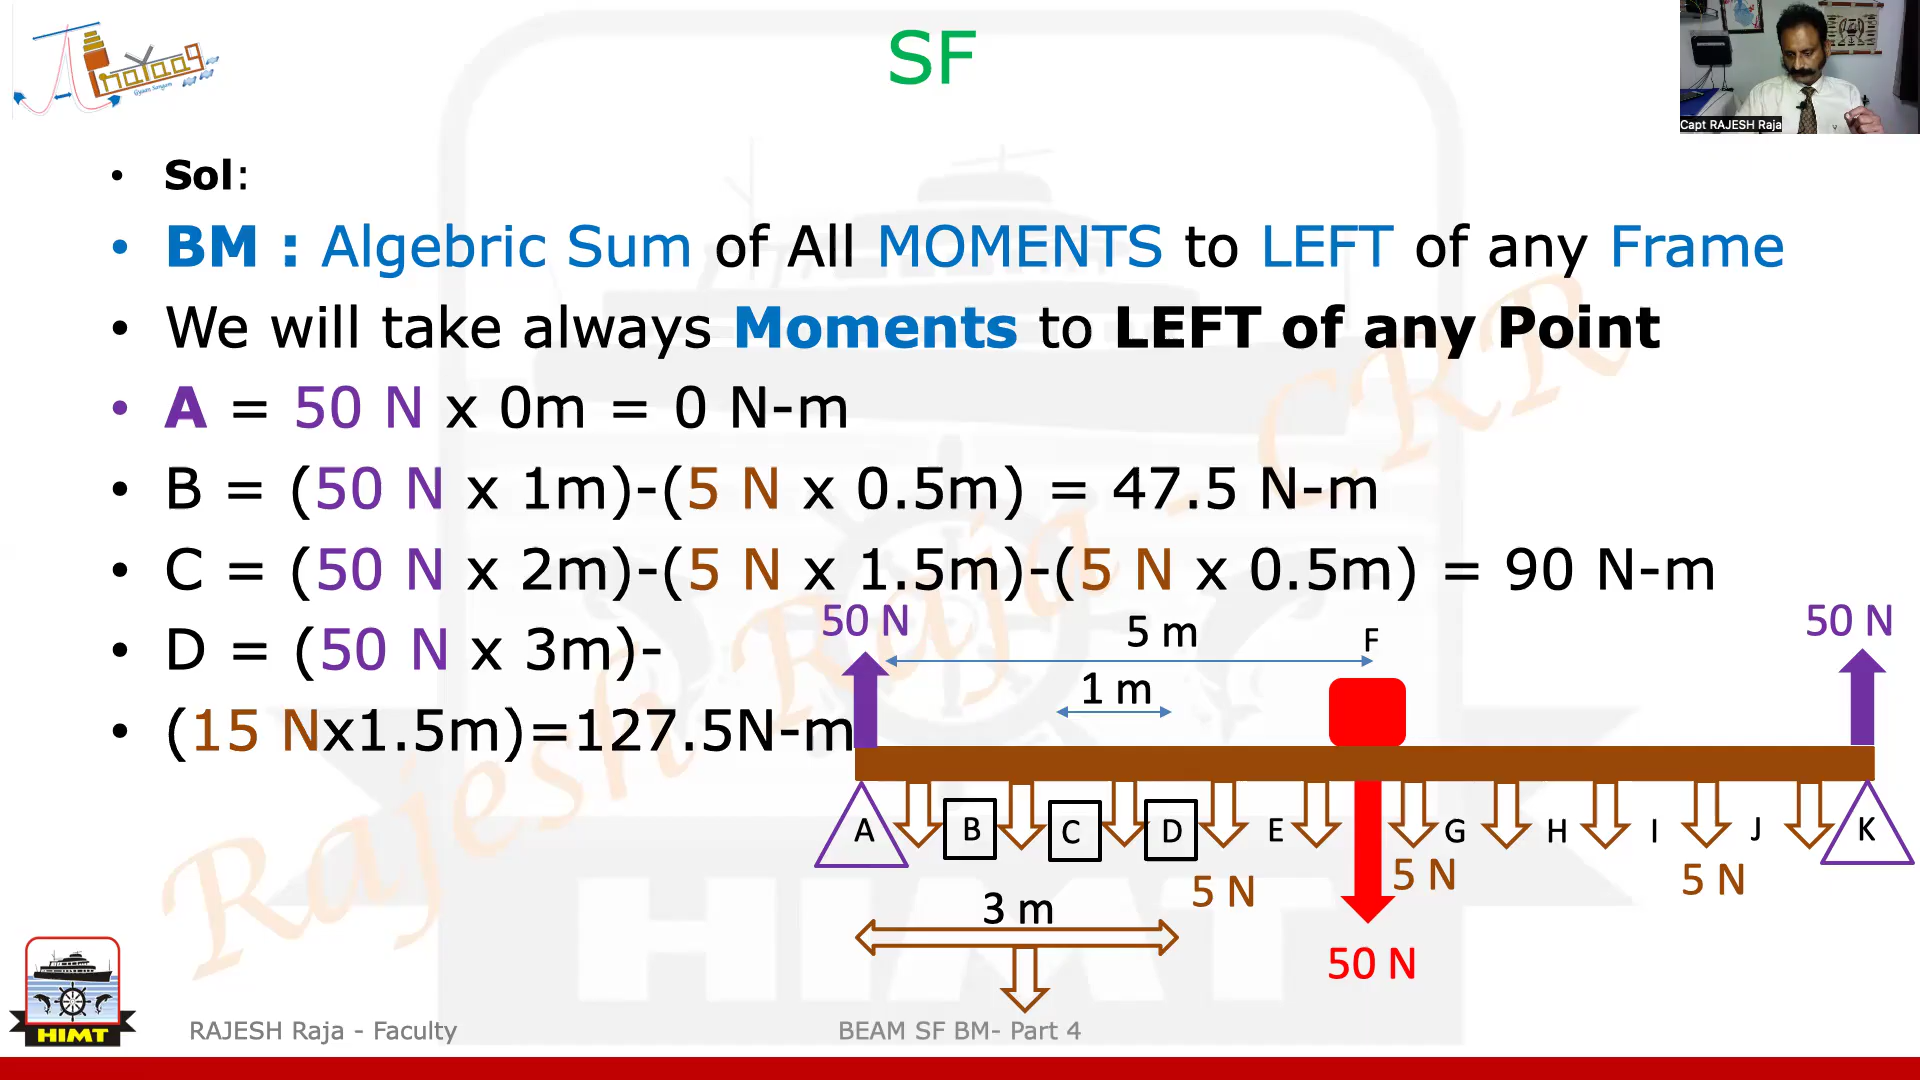 SF
Capt RAJESH Raja
• Sol:
• BM : Algebric Sum of All MOMENTS to LEFT of any Frame
• We will take always Moments to LEFT of any Point
• A = 50 N x 0m = 0 N-m
• B = (50 N x 1m)-(5 N x 0.5m) = 47.5 N-m
• C = (50 N x 2m)-(5 N x 1.5m)-(5 N x 0.5m) = 90 N-m
• D = (50 N x 3m)-
• (15 Nx1.5m)=127.5N-m
50 N
5 m
F
50 N
1 m
A B C D E G H I J K
5 N
5 N
5 N
3 m
50 N
Rajesh Raja - CRR
HIMT
HIMT
RAJESH Raja - Faculty
BEAM SF BM- Part 4